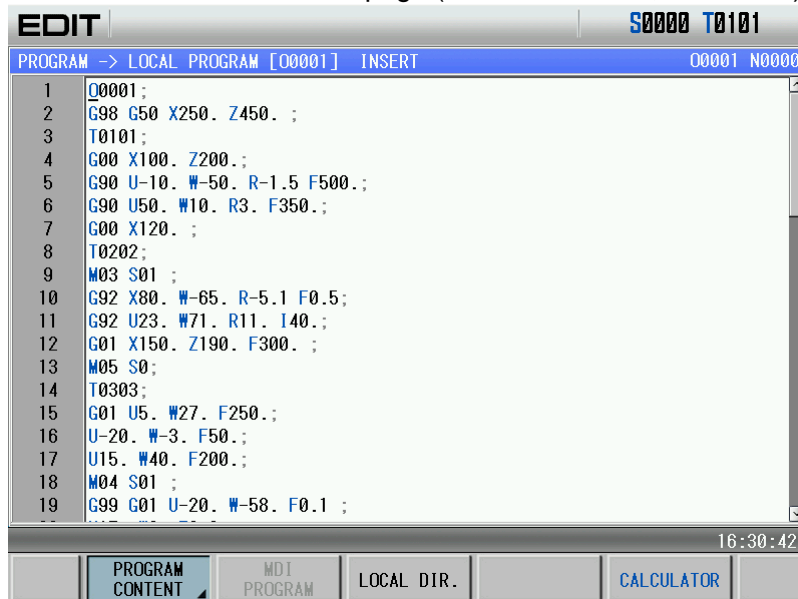 EDIT S0000 T0101
PROGRAM -> LOCAL PROGRAM [O0001] INSERT O0001 N0000
1 O0001;
2 G98 G50 X250. Z450. ;
3 T0101;
4 G00 X100. Z200.;
5 G90 U-10. W-50. R-1.5 F500.;
6 G90 U50. W10. R3. F350.;
7 G00 X120. ;
8 T0202;
9 M03 S01 ;
10 G92 X80. W-65. R-5.1 F0.5;
11 G92 U23. W71. R11. I40.;
12 G01 X150. Z190. F300. ;
13 M05 S0;
14 T0303;
15 G01 U5. W27. F250.;
16 U-20. W-3. F50.;
17 U15. W40. F200.;
18 M04 S01 ;
19 G99 G01 U-20. W-58. F0.1 ;
16:30:42
PROGRAM CONTENT MDI PROGRAM LOCAL DIR. CALCULATOR